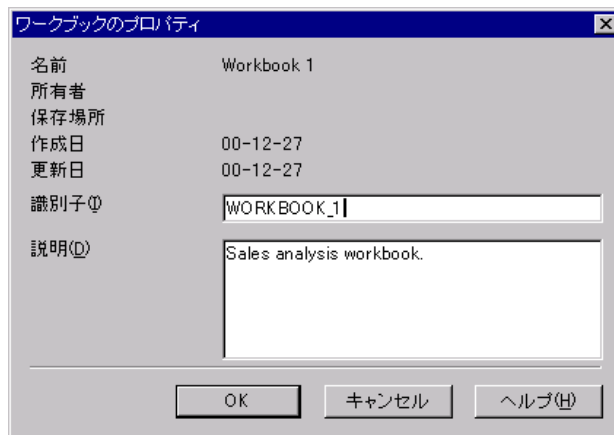 ワークブックのプロパティ
名前 Workbook 1
所有者
保存場所
作成日 00-12-27
更新日 00-12-27
識別子(I) WORKBOOK_1
説明(D) Sales analysis workbook.
OK キャンセル ヘルプ(H)